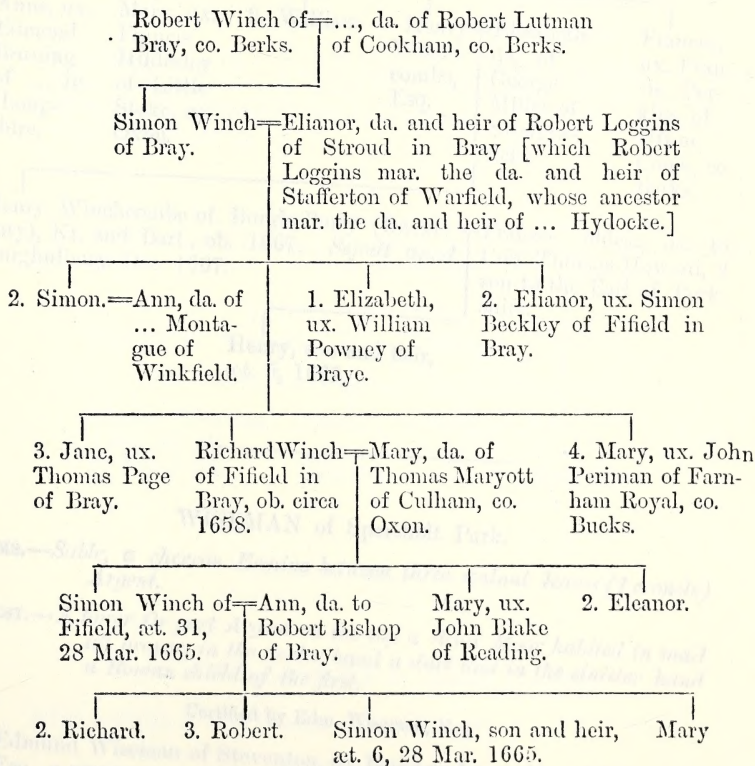 Robert Winch of=..., da. of Robert Lutman
Bray, co. Berks. of Cookham, co. Berks.
Simon Winch=Elianor, da. and heir of Robert Loggins
of Bray. of Stroud in Bray [which Robert
Loggins mar. the da. and heir of
Stafferton of Warfield, whose ancestor
mar. the da. and heir of ... Hydocke.]
2. Simon.=Ann, da. of
... Monta-
gue of
Winkfield.
1. Elizabeth,
ux. William
Powney of
Braye.
2. Elianor, ux. Simon
Beckley of Fifield in
Bray.
3. Jane, ux.
Thomas Page
of Bray.
Richard Winch=Mary, da. of
of Fifield in Thomas Maryott
Bray, ob. circa of Culham, co.
1658. Oxon.
4. Mary, ux. John
Periman of Farn-
ham Royal, co.
Bucks.
Simon Winch of=Ann, da. to
Fifield, æt. 31, Robert Bishop
28 Mar. 1665. of Bray.
Mary, ux.
John Blake
of Reading.
2. Eleanor.
2. Richard.
3. Robert.
Simon Winch, son and heir,
æt. 6, 28 Mar. 1665.
Mary